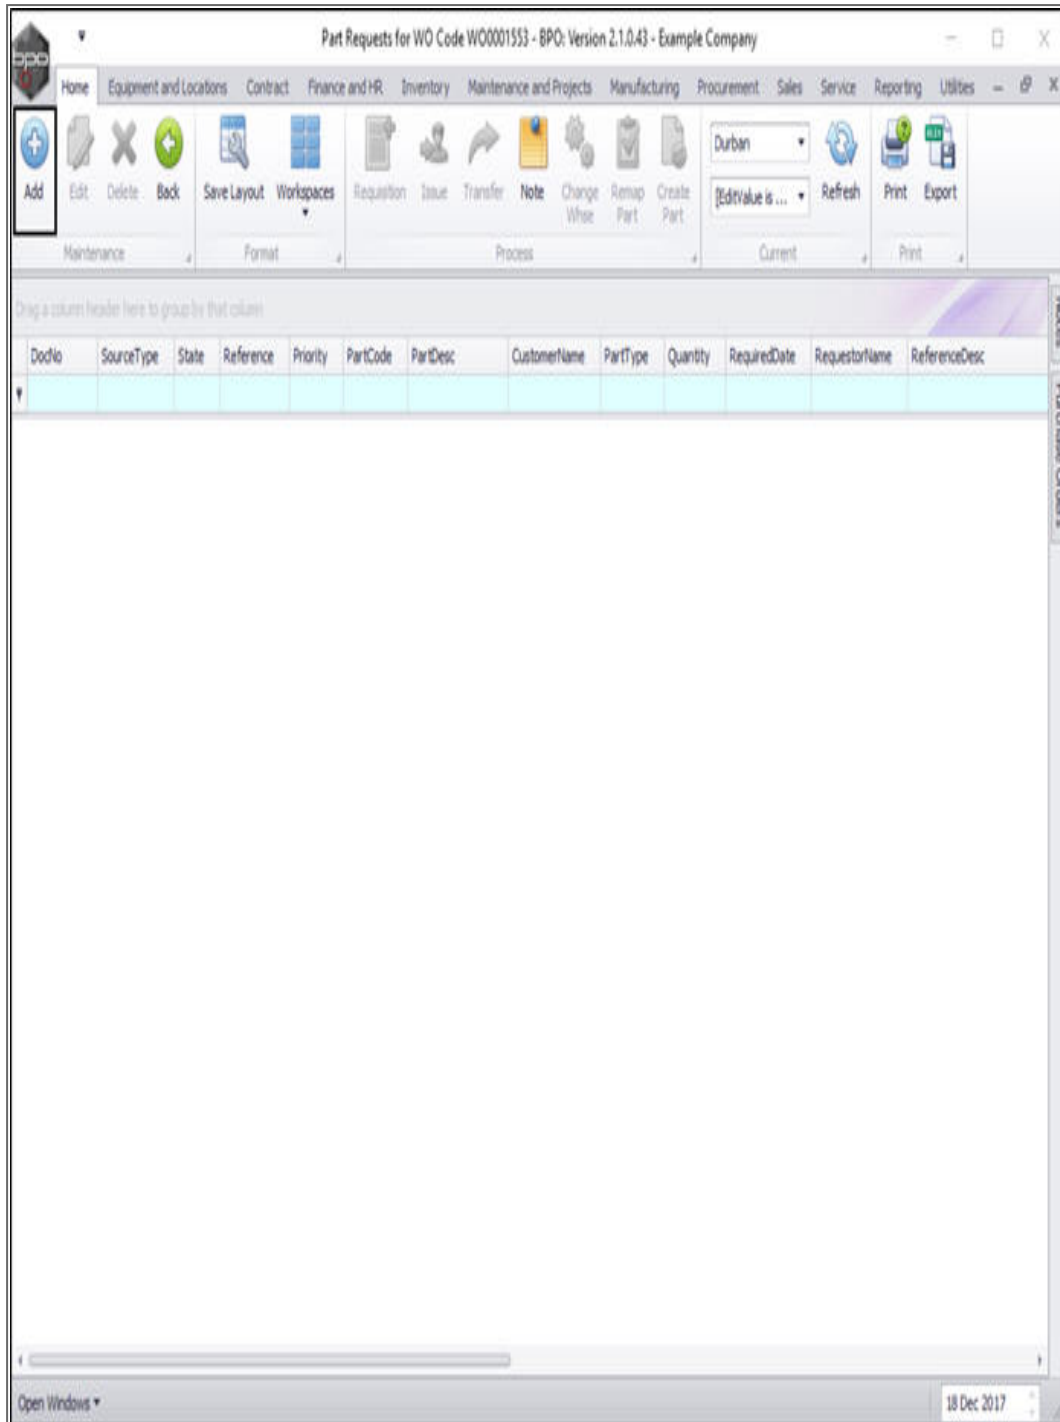 Part Requests for WO Code WO0001553 - BPO: Version 2.1.0.43 - Example Company
bpo
Home Equipment and Locations Contract Finance and HR Inventory Maintenance and Projects Manufacturing Procurement Sales Service Reporting Utilities
Add Edit Delete Back Save Layout Workspaces Requisition Issue Transfer Note Change Whse Remap Part Create Part Durban [EditValue is ... Refresh Print Export
Maintenance Format Process Current Print
Drag a column header here to group by that column
DocNo SourceType State Reference Priority PartCode PartDesc CustomerName PartType Quantity RequiredDate RequestorName ReferenceDesc
Purchase Orders
Open Windows 18 Dec 2017